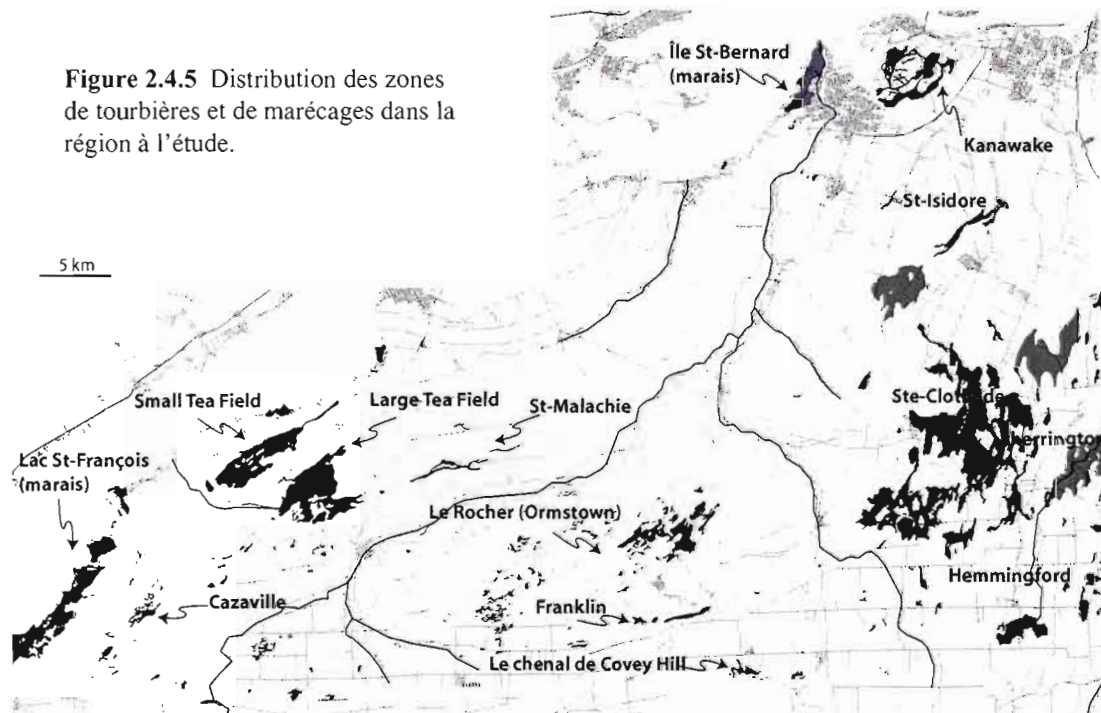 Figure 2.4.5 Distribution des zones
de tourbières et de marécages dans la
région à l'étude.
Île St-Bernard
(marais)
Kanawake
St-Isidore
5 km
Small Tea Field
Large Tea Field
St-Malachie
Ste-Clotilde
Lac St-François
(marais)
Le Rocher (Ormstown)
Hemmingford
Cazaville
Franklin
Le chenal de Covey Hill